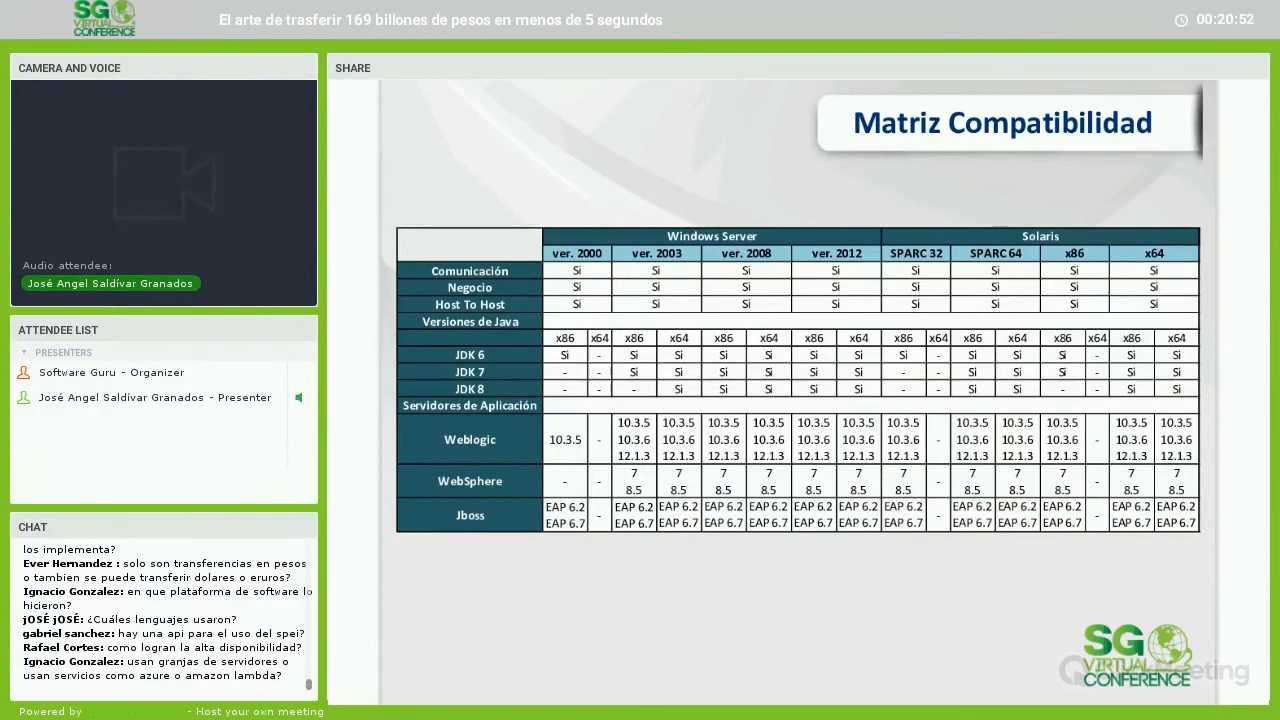 SG
VIRTUAL
CONFERENCE
El arte de trasferir 169 billones de pesos en menos de 5 segundos
00:20:52
CAMERA AND VOICE
Audio attendee:
José Angel Saldívar Granados
ATTENDEE LIST
PRESENTERS
Software Guru - Organizer
José Angel Saldívar Granados - Presenter
CHAT
los implementa?
Ever Hernandez : solo son transferencias en pesos
o tambien se puede transferir dolares o eruros?
Ignacio Gonzalez: en que plataforma de software lo
hicieron?
jOSÉ jOSÉ: ¿Cuáles lenguajes usaron?
gabriel sanchez: hay una api para el uso del spei?
Rafael Cortes: como logran la alta disponibilidad?
Ignacio Gonzalez: usan granjas de servidores o
usan servicios como azure o amazon lambda?
Powered by - Host your own meeting
SHARE
Matriz Compatibilidad
Windows Server Solaris
ver. 2000 ver. 2003 ver. 2008 ver. 2012 SPARC 32 SPARC 64 x86 x64
Comunicación Si Si Si Si Si Si Si Si
Negocio Si Si Si Si Si Si Si Si
Host To Host Si Si Si Si Si Si Si Si
Versiones de Java
x86 x64 x86 x64 x86 x64 x86 x64 x86 x64 x86 x64 x86 x64 x86 x64
JDK 6 Si - Si Si Si Si Si Si Si - Si Si Si - Si Si
JDK 7 - - Si Si Si Si Si Si - - Si Si Si - Si Si
JDK 8 - - - Si Si Si Si Si - - Si Si - - Si Si
Servidores de Aplicación
10.3.5 10.3.5 10.3.5 10.3.5 10.3.5 10.3.5 10.3.5 10.3.5 10.3.5 10.3.5 10.3.5 10.3.5
Weblogic 10.3.5 - 10.3.6 10.3.6 10.3.6 10.3.6 10.3.6 10.3.6 10.3.6 - 10.3.6 10.3.6 10.3.6 - 10.3.6 10.3.6
12.1.3 12.1.3 12.1.3 12.1.3 12.1.3 12.1.3 12.1.3 12.1.3 12.1.3 12.1.3 12.1.3 12.1.3
7 7 7 7 7 7 7 7 7 7 7 7
WebSphere - - - - -
8.5 8.5 8.5 8.5 8.5 8.5 8.5 8.5 8.5 8.5 8.5 8.5
EAP 6.2 EAP 6.2 EAP 6.2 EAP 6.2 EAP 6.2 EAP 6.2 EAP 6.2 EAP 6.2 EAP 6.2 EAP 6.2 EAP 6.2 EAP 6.2 EAP 6.2
Jboss - - -
EAP 6.7 EAP 6.7 EAP 6.7 EAP 6.7 EAP 6.7 EAP 6.7 EAP 6.7 EAP 6.7 EAP 6.7 EAP 6.7 EAP 6.7 EAP 6.7 EAP 6.7
SG
VIRTUAL
CONFERENCE